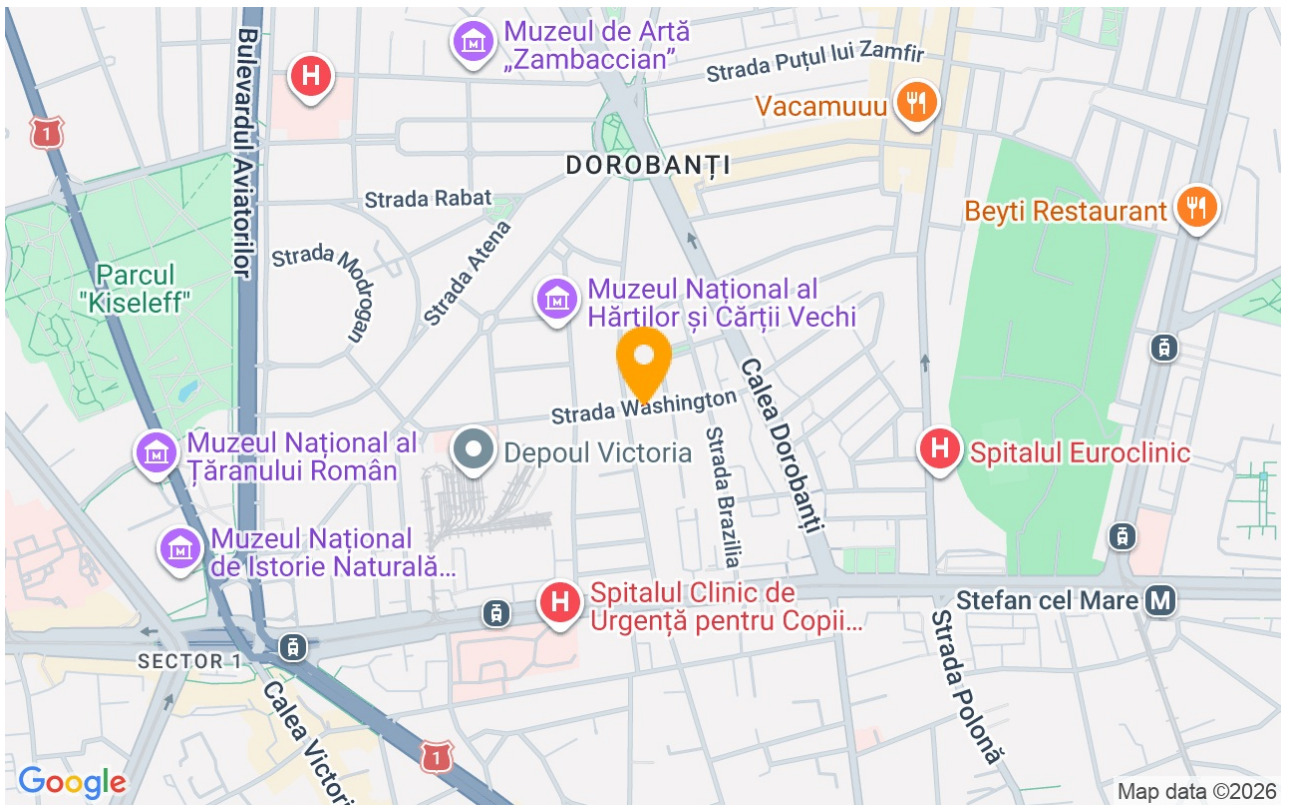 Muzeul de Artă
„Zambaccian”
Strada Puțul lui Zamfir
Bulevardul Aviatorilor
H
1
Vacamuuu
DOROBANȚI
Strada Rabat
Beyti Restaurant
Strada Modrogan
Strada Atena
Parcul
"Kiseleff"
Muzeul Național al
Hărților și Cărții Vechi
Calea Dorobanți
Strada Washington
Muzeul Național al
Țăranului Român
Depoul Victoria
Strada Brazilia
H
Spitalul Euroclinic
Muzeul Național
de Istorie Naturală...
H
Spitalul Clinic de
Urgență pentru Copii...
Stefan cel Mare M
SECTOR 1
Strada Polonă
Calea Victori
1
Google
Map data ©2026